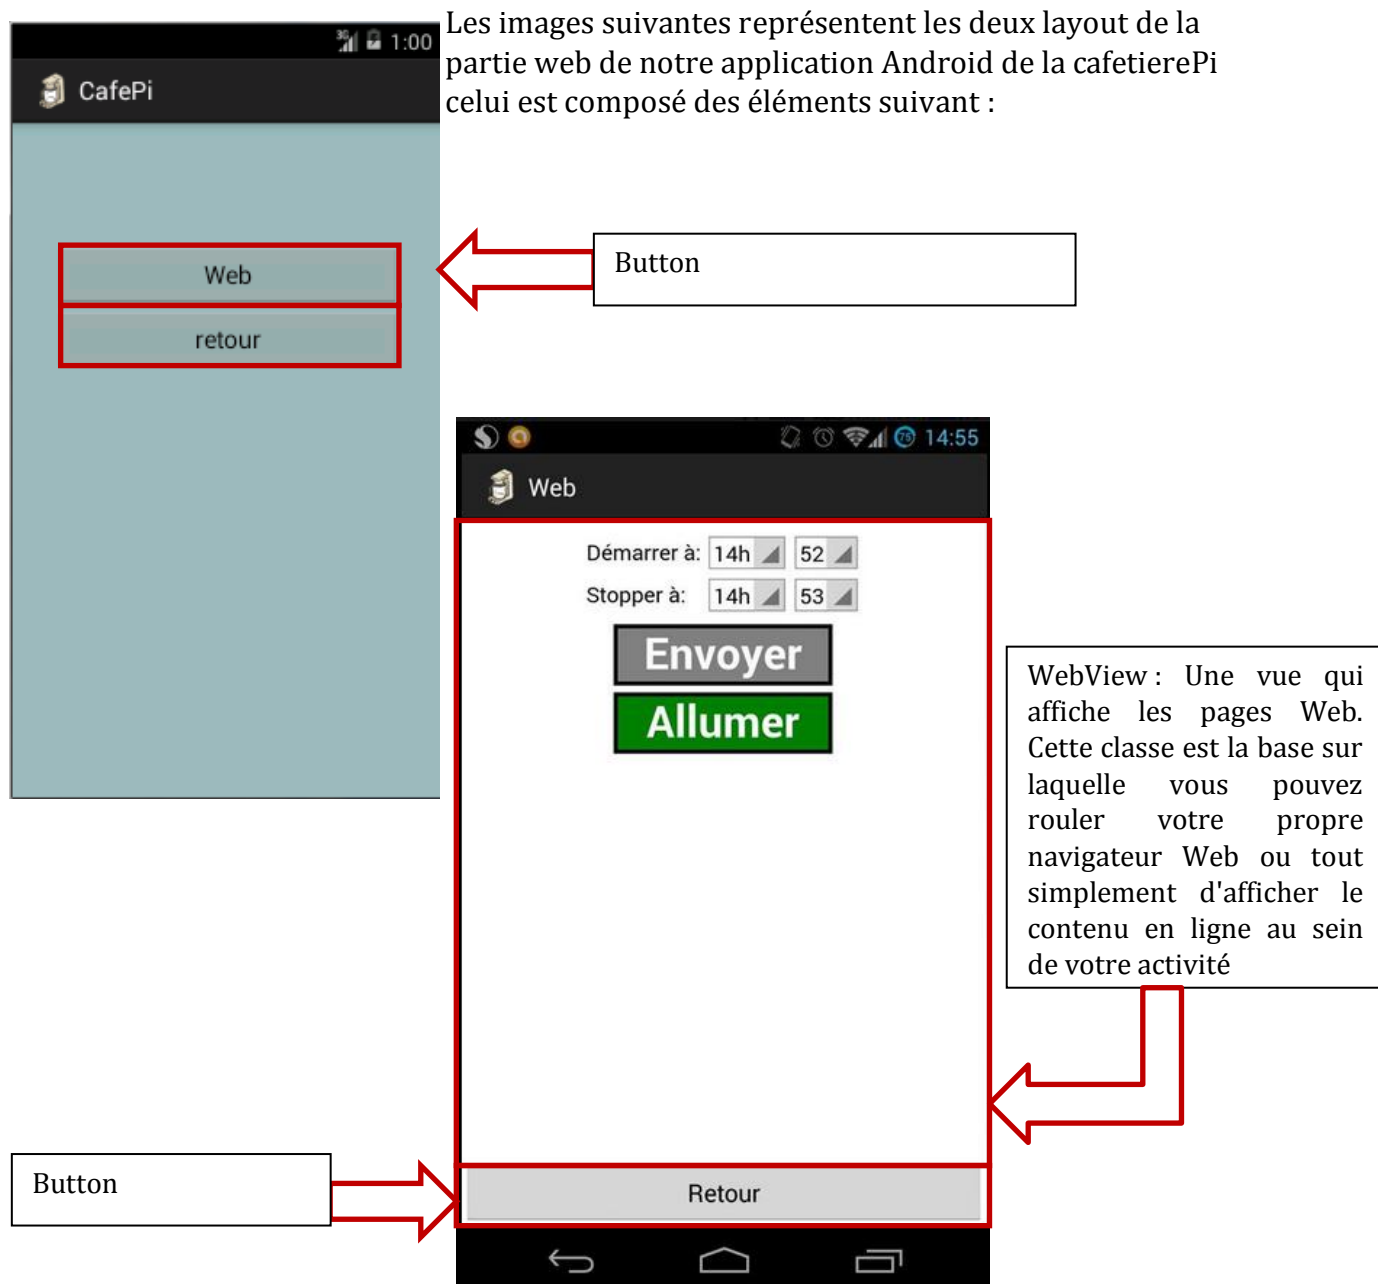 Les images suivantes représentent les deux layout de la
partie web de notre application Android de la cafetierePi
celui est composé des éléments suivant :
3G 1:00
CafePi
Web
retour
Button
75 14:55
Web
Démarrer à: 14h 52
Stopper à: 14h 53
Envoyer
Allumer
Retour
WebView : Une vue qui
affiche les pages Web.
Cette classe est la base sur
laquelle vous pouvez
rouler votre propre
navigateur Web ou tout
simplement d'afficher le
contenu en ligne au sein
de votre activité
Button